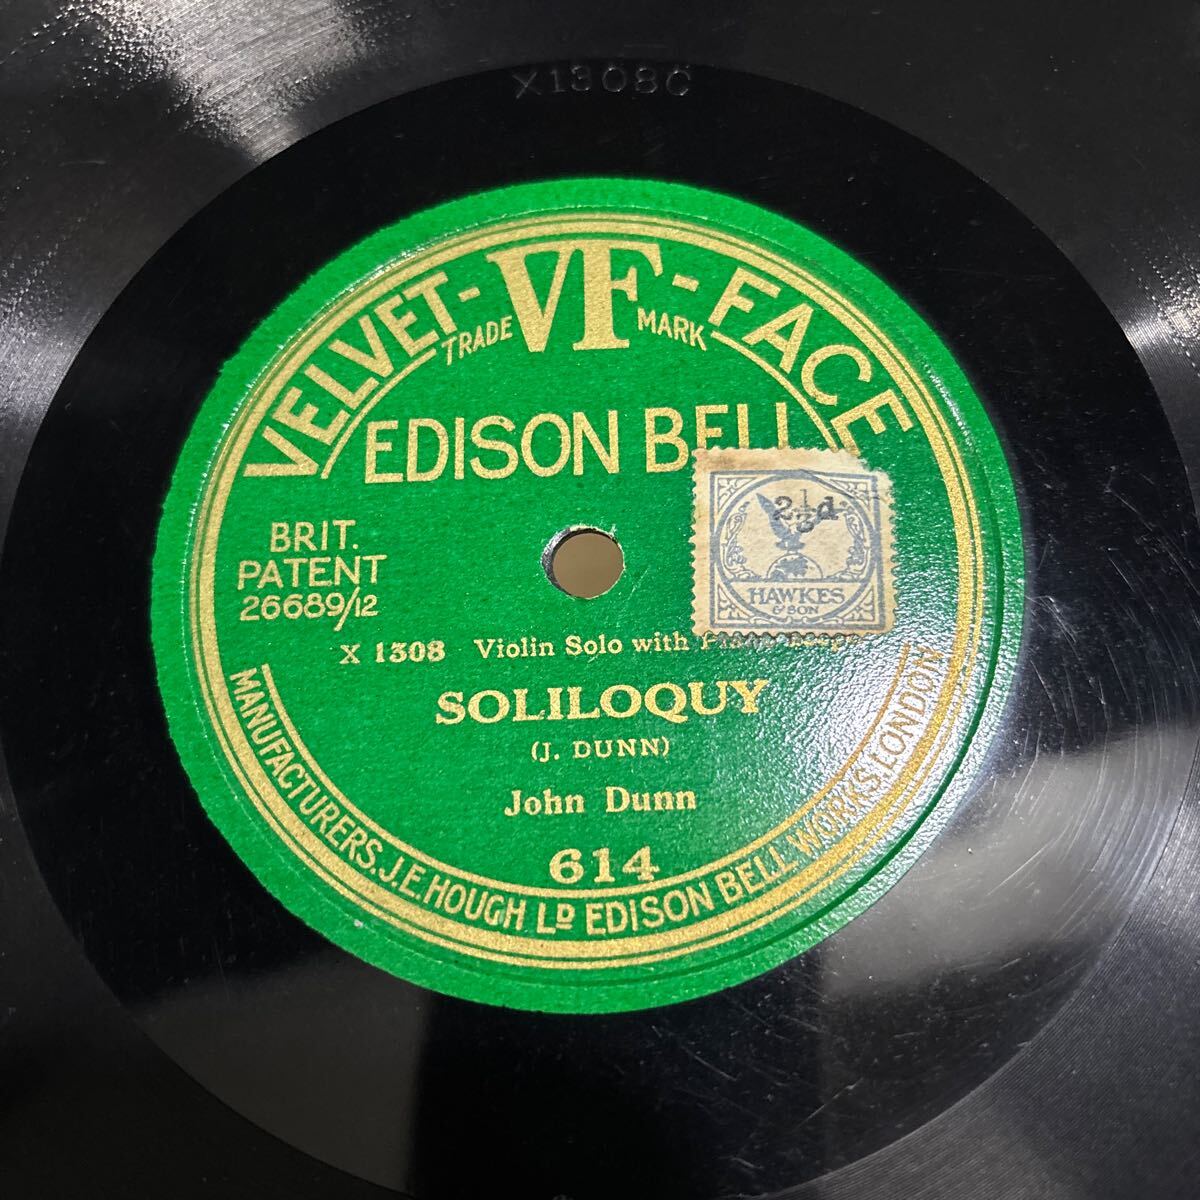 X1308C
VELVET-VF-FACE
TRADE MARK
EDISON BELL
2½d.
HAWKES
& SON
BRIT.
PATENT
26689/12
X 1308 Violin Solo with
SOLILOQUY
(J. DUNN)
John Dunn
614
MANUFACTURERS. J.E. HOUGH LD EDISON BELL WORKS, LONDON